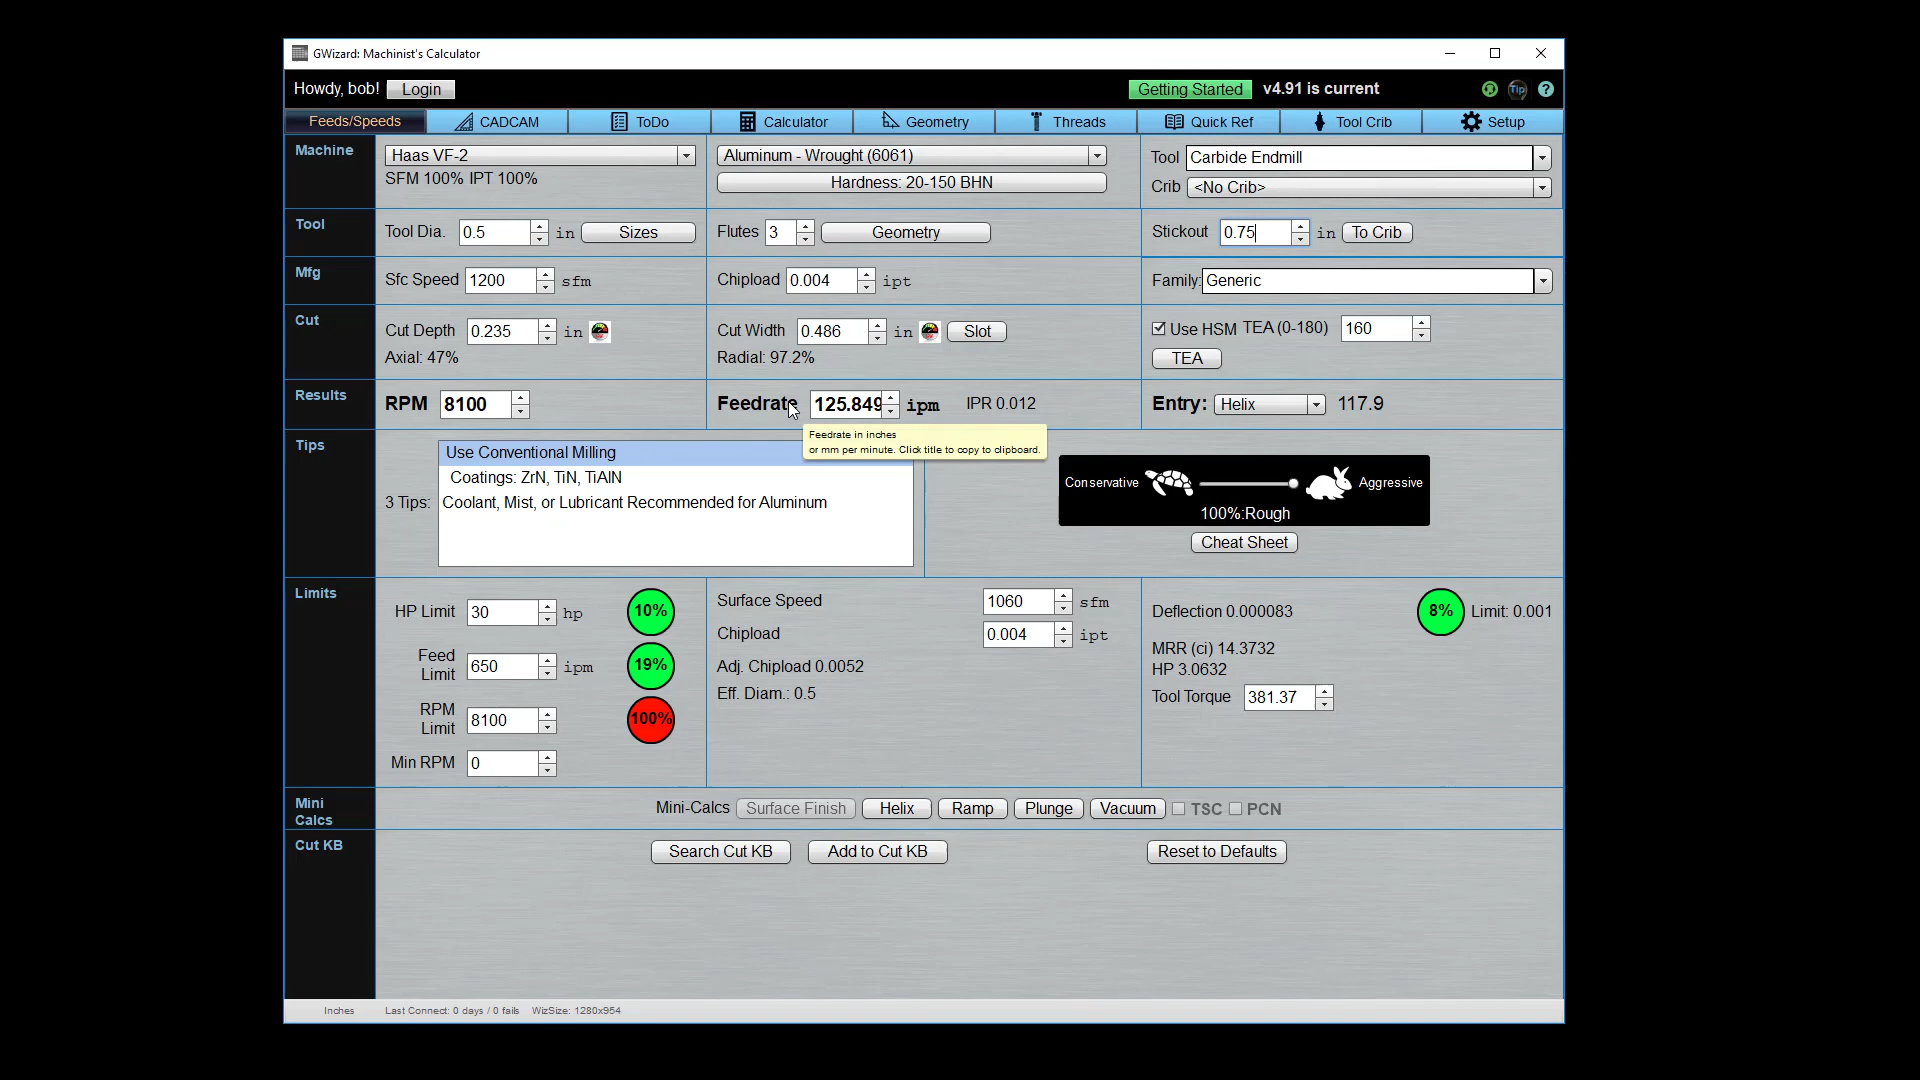 GWizard: Machinist's Calculator
Howdy, bob! Login Getting Started v4.91 is current Tip ?
Feeds/Speeds CADCAM ToDo Calculator Geometry Threads Quick Ref Tool Crib Setup
Machine Haas VF-2 Aluminum - Wrought (6061) Tool Carbide Endmill
SFM 100% IPT 100% Hardness: 20-150 BHN Crib <No Crib>
Tool Tool Dia. 0.5 in Sizes Flutes 3 Geometry Stickout 0.75 in To Crib
Mfg Sfc Speed 1200 sfm Chipload 0.004 ipt Family: Generic
Cut Cut Depth 0.235 in Cut Width 0.486 in Slot Use HSM TEA (0-180) 160
Axial: 47% Radial: 97.2% TEA
Results RPM 8100 Feedrate 125.849 ipm IPR 0.012 Entry: Helix 117.9
Feedrate in inches
or mm per minute. Click title to copy to clipboard.
Tips Use Conventional Milling
Coatings: ZrN, TiN, TiAlN
3 Tips: Coolant, Mist, or Lubricant Recommended for Aluminum
Conservative Aggressive
100%:Rough
Cheat Sheet
Limits HP Limit 30 hp 10%
Feed Limit 650 ipm 19%
RPM Limit 8100 100%
Min RPM 0
Surface Speed 1060 sfm
Chipload 0.004 ipt
Adj. Chipload 0.0052
Eff. Diam.: 0.5
Deflection 0.000083 8% Limit: 0.001
MRR (ci) 14.3732
HP 3.0632
Tool Torque 381.37
Mini Calcs Mini-Calcs Surface Finish Helix Ramp Plunge Vacuum TSC PCN
Cut KB Search Cut KB Add to Cut KB Reset to Defaults
Inches Last Connect: 0 days / 0 fails WizSize: 1280x954